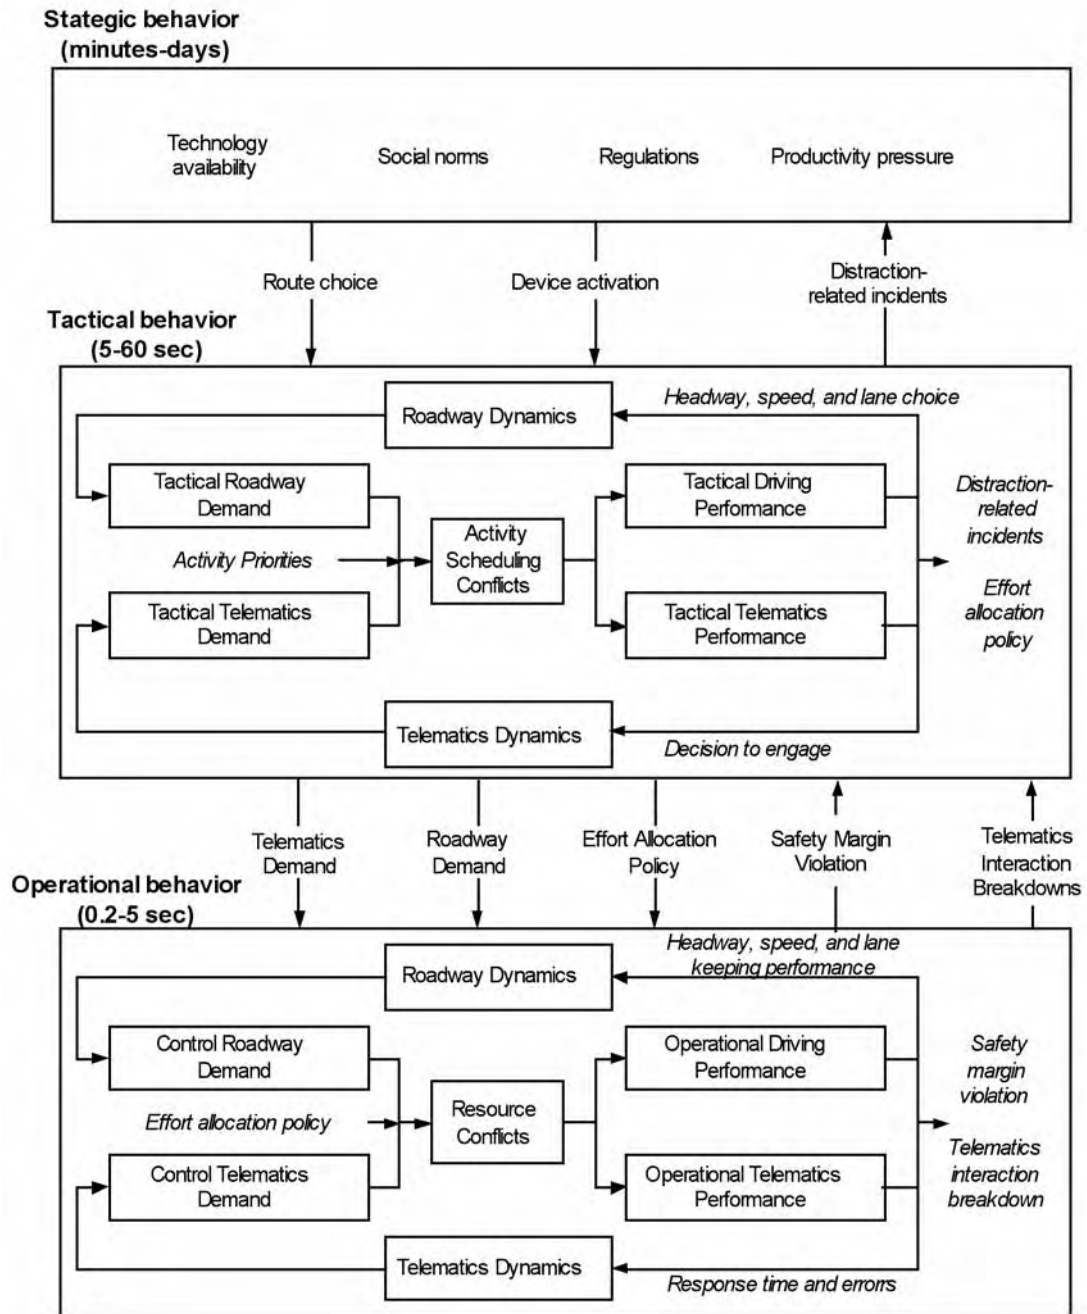 Stategic behavior
(minutes-days)
Technology
availability
Social norms
Regulations
Productivity pressure
Route choice
Device activation
Distraction-
related incidents
Tactical behavior
(5-60 sec)
Roadway Dynamics
Headway, speed, and lane choice
Tactical Roadway
Demand
Tactical Driving
Performance
Activity Priorities
Activity
Scheduling
Conflicts
Distraction-
related
incidents
Tactical Telematics
Demand
Tactical Telematics
Performance
Effort
allocation
policy
Telematics Dynamics
Decision to engage
Telematics
Demand
Roadway
Demand
Effort Allocation
Policy
Safety Margin
Violation
Telematics
Interaction
Breakdowns
Operational behavior
(0.2-5 sec)
Roadway Dynamics
Headway, speed, and lane
keeping performance
Control Roadway
Demand
Operational Driving
Performance
Effort allocation policy
Resource
Conflicts
Safety
margin
violation
Control Telematics
Demand
Operational Telematics
Performance
Telematics
interaction
breakdown
Telematics Dynamics
Response time and errorrs